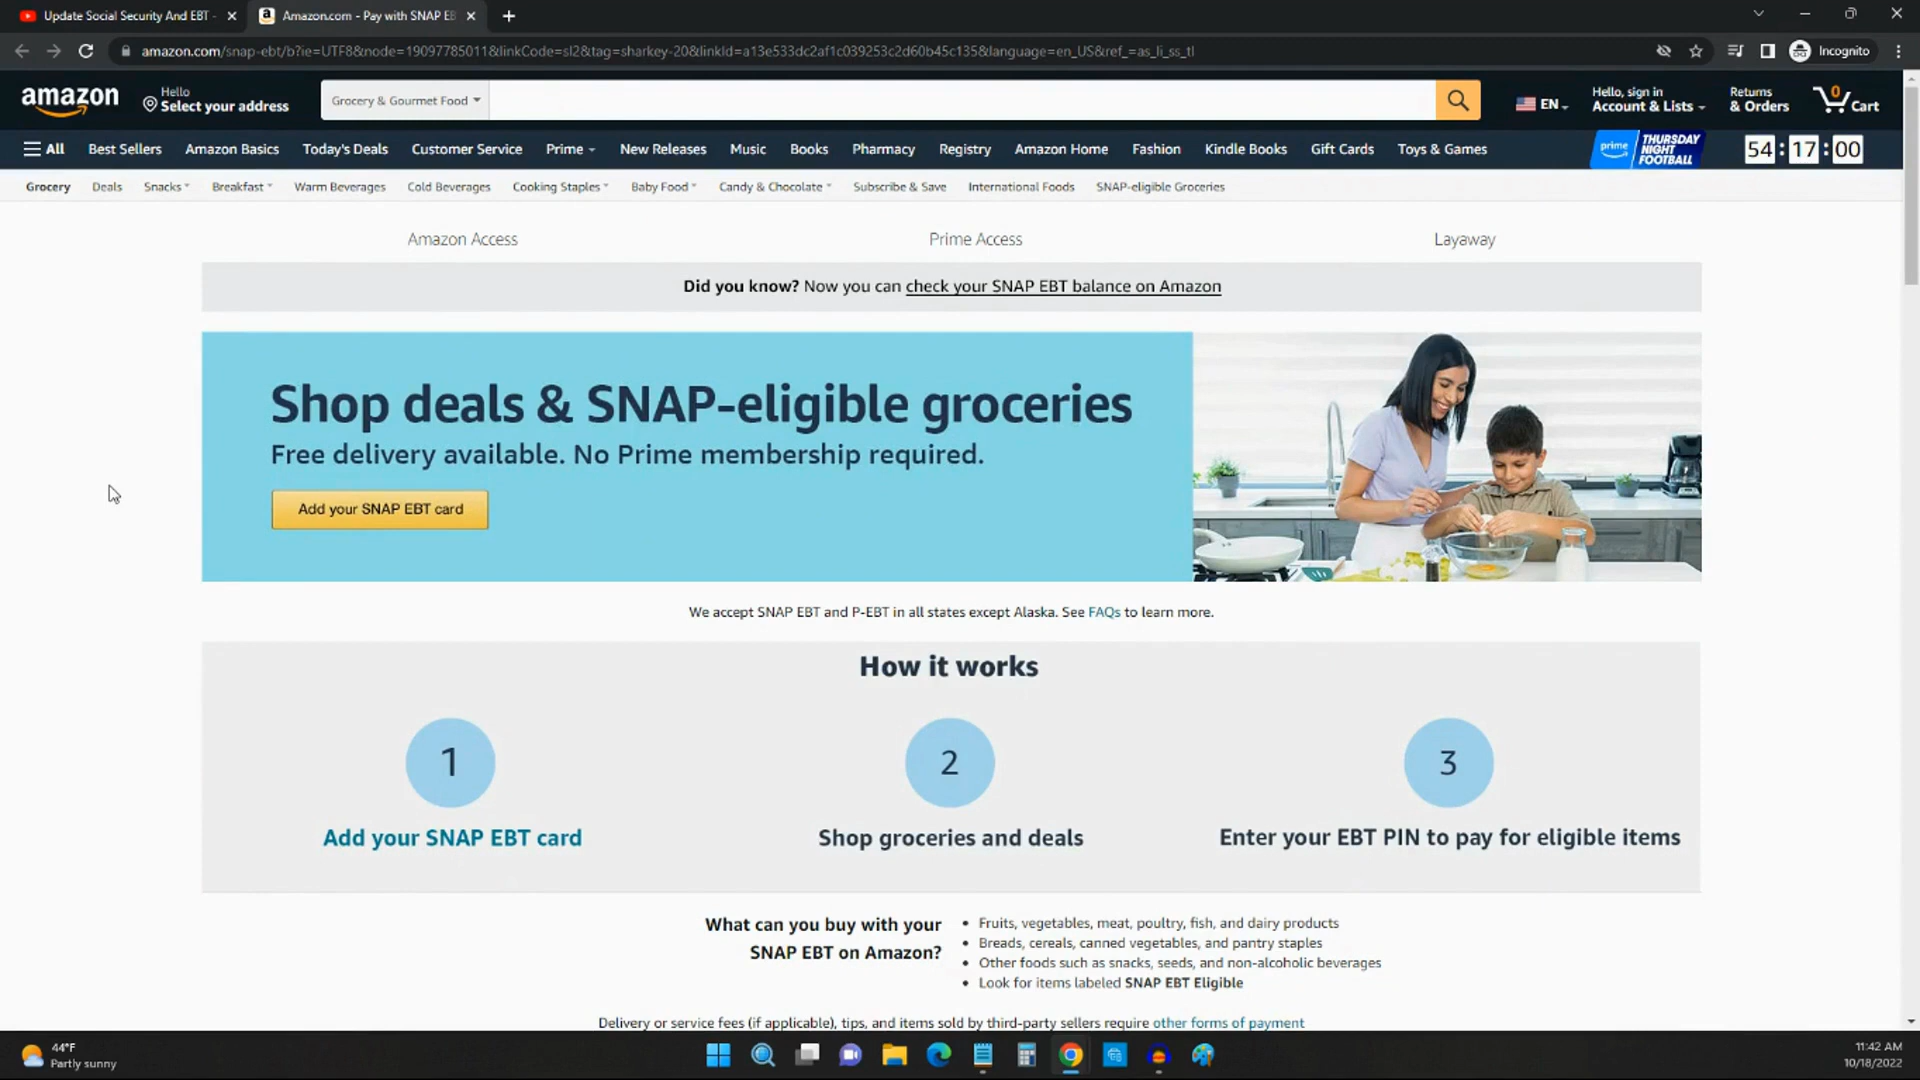 Update Social Security And EBT -
Amazon.com - Pay with SNAP EB
amazon.com/snap-ebt/b?ie=UTF8&node=19097785011&linkCode=sl2&tag=sharkey-20&linkId=a13e533dc2af1c039253c2d60b45c135&language=en_US&ref_=as_li_ss_tl
Incognito
amazon
Hello
Select your address
Grocery & Gourmet Food
EN
Hello, sign in
Account & Lists
Returns
& Orders
0
Cart
All
Best Sellers
Amazon Basics
Today's Deals
Customer Service
Prime
New Releases
Music
Books
Pharmacy
Registry
Amazon Home
Fashion
Kindle Books
Gift Cards
Toys & Games
prime
THURSDAY
NIGHT
FOOTBALL
54 : 17 : 00
Grocery
Deals
Snacks
Breakfast
Warm Beverages
Cold Beverages
Cooking Staples
Baby Food
Candy & Chocolate
Subscribe & Save
International Foods
SNAP-eligible Groceries
Amazon Access
Prime Access
Layaway
Did you know? Now you can check your SNAP EBT balance on Amazon
Shop deals & SNAP-eligible groceries
Free delivery available. No Prime membership required.
Add your SNAP EBT card
We accept SNAP EBT and P-EBT in all states except Alaska. See FAQs to learn more.
How it works
1
2
3
Add your SNAP EBT card
Shop groceries and deals
Enter your EBT PIN to pay for eligible items
What can you buy with your
SNAP EBT on Amazon?
• Fruits, vegetables, meat, poultry, fish, and dairy products
• Breads, cereals, canned vegetables, and pantry staples
• Other foods such as snacks, seeds, and non-alcoholic beverages
• Look for items labeled SNAP EBT Eligible
Delivery or service fees (if applicable), tips, and items sold by third-party sellers require other forms of payment
44°F
Partly sunny
11:42 AM
10/18/2022